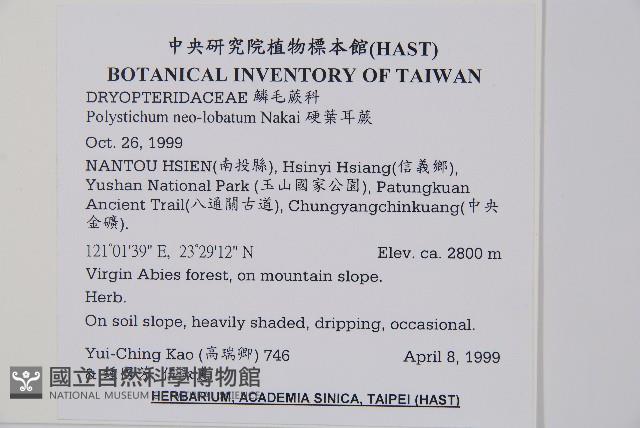 中央研究院植物標本館(HAST)
BOTANICAL INVENTORY OF TAIWAN
DRYOPTERIDACEAE 鱗毛蕨科
Polystichum neo-lobatum Nakai 硬葉耳蕨
Oct. 26, 1999
NANTOU HSIEN(南投縣), Hsinyi Hsiang(信義鄉),
Yushan National Park (玉山國家公園), Patungkuan
Ancient Trail(八通關古道), Chungyangchinkuang(中央
金礦).
121°01'39" E, 23°29'12" N Elev. ca. 2800 m
Virgin Abies forest, on mountain slope.
Herb.
On soil slope, heavily shaded, dripping, occasional.
Yui-Ching Kao (高瑞卿) 746 April 8, 1999
&
國立自然科學博物館
NATIONAL MUSEUM OF NATURAL SCIENCE
HERBARIUM, ACADEMIA SINICA, TAIPEI (HAST)